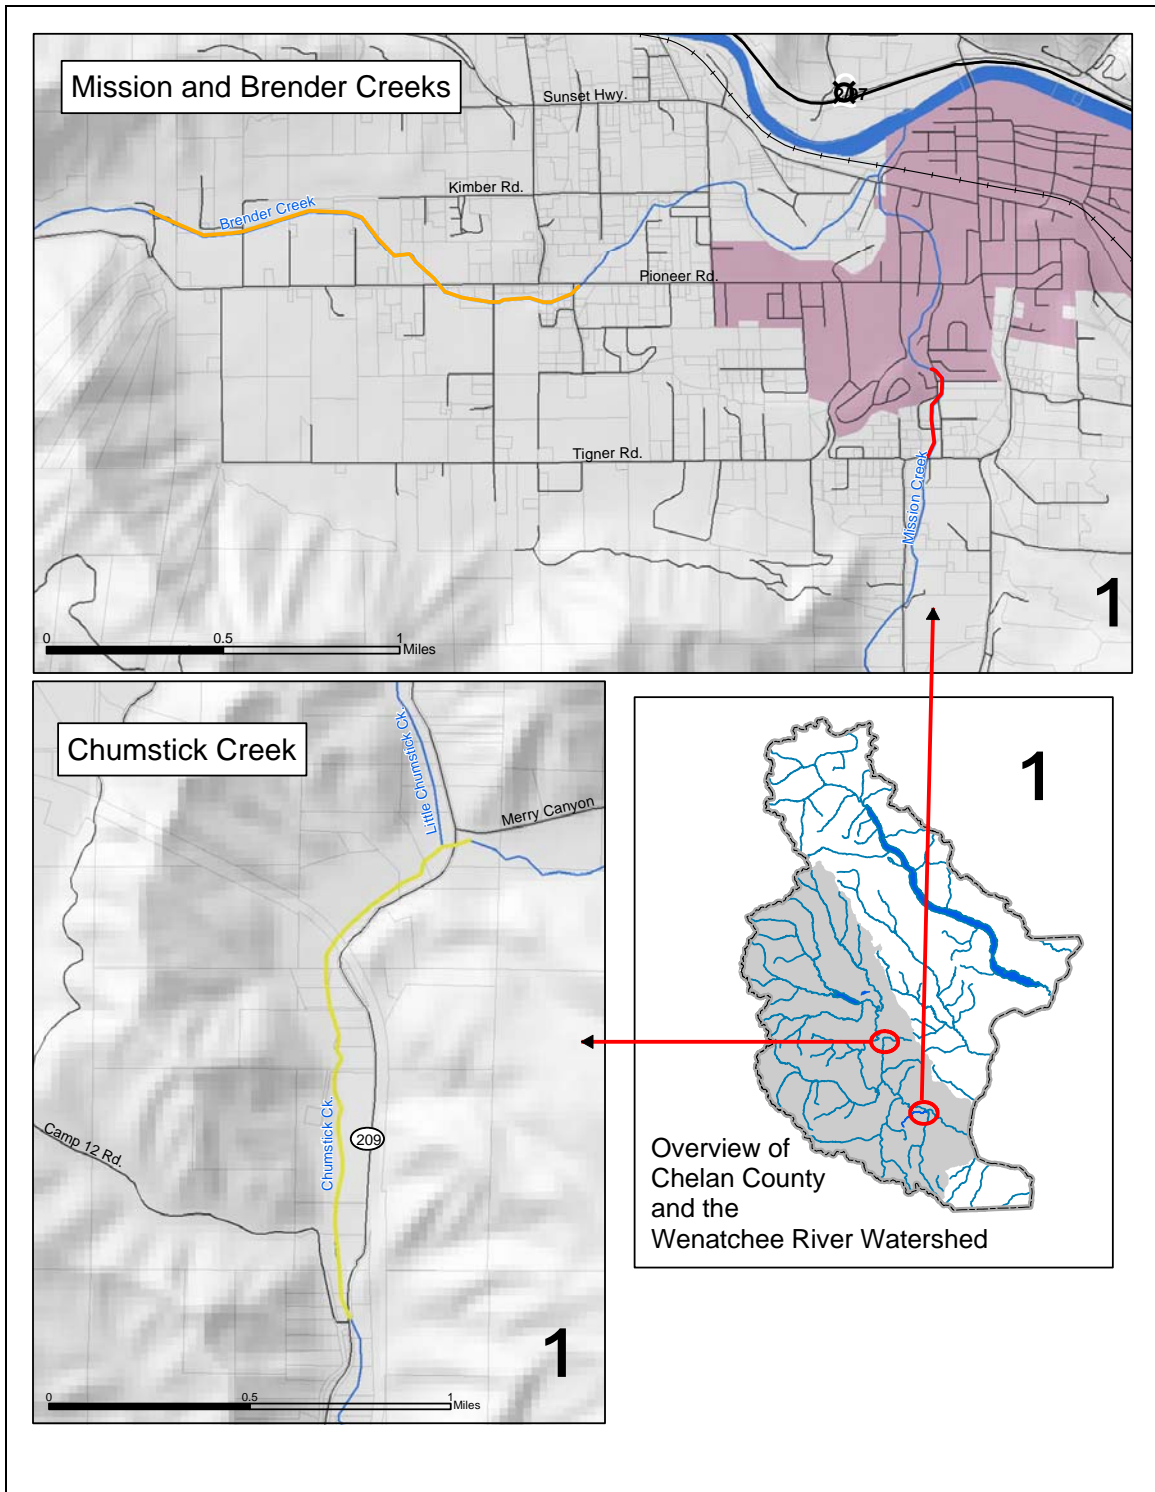 Mission and Brender Creeks
Sunset Hwy.
Kimber Rd.
Brender Creek
Pioneer Rd.
Tigner Rd.
Mission Creek
1
0 0.5 1
Miles
Chumstick Creek
Little Chumstick Ck.
Merry Canyon
Chumstick Ck.
209
Camp 12 Rd.
1
0 0.5 1
Miles
1
Overview of
Chelan County
and the
Wenatchee River Watershed